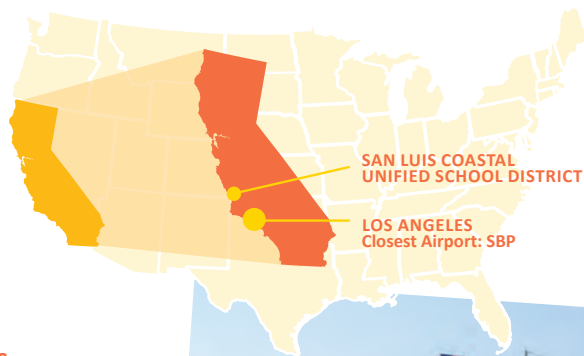 SAN LUIS COASTAL
UNIFIED SCHOOL DISTRICT
LOS ANGELES
Closest Airport: SBP